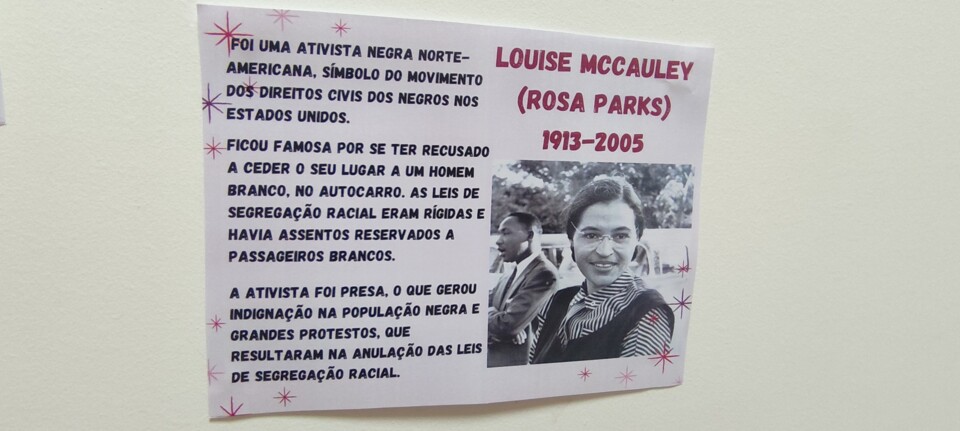 FOI UMA ATIVISTA NEGRA NORTE-
AMERICANA, SÍMBOLO DO MOVIMENTO
DOS DIREITOS CIVIS DOS NEGROS NOS
ESTADOS UNIDOS.
FICOU FAMOSA POR SE TER RECUSADO
A CEDER O SEU LUGAR A UM HOMEM
BRANCO, NO AUTOCARRO. AS LEIS DE
SEGREGAÇÃO RACIAL ERAM RÍGIDAS E
HAVIA ASSENTOS RESERVADOS A
PASSAGEIROS BRANCOS.
A ATIVISTA FOI PRESA, O QUE GEROU
INDIGNAÇÃO NA POPULAÇÃO NEGRA E
GRANDES PROTESTOS, QUE
RESULTARAM NA ANULAÇÃO DAS LEIS
DE SEGREGAÇÃO RACIAL.
LOUISE MCCAULEY
(ROSA PARKS)
1913-2005